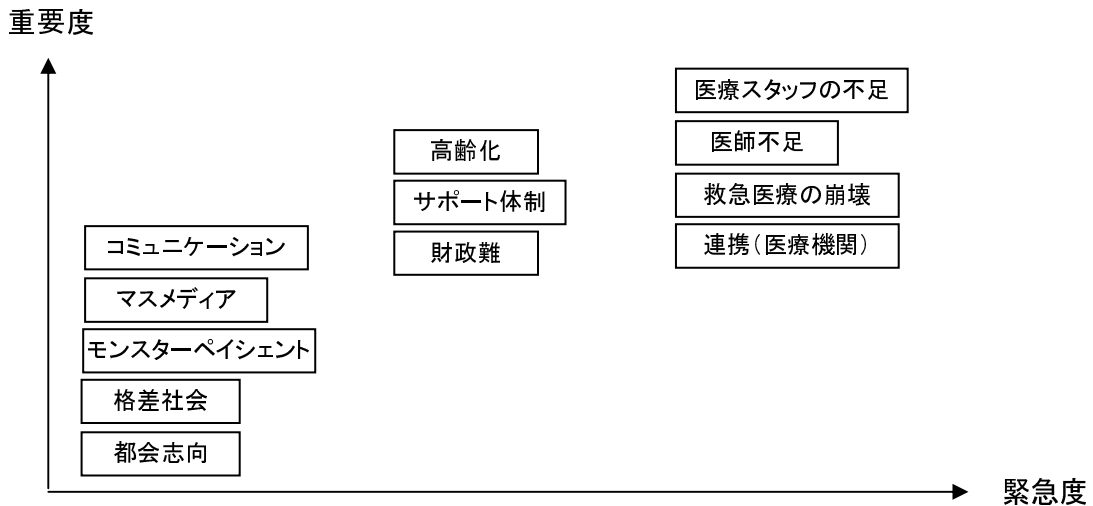 重要度
医療スタッフの不足
医師不足
救急医療の崩壊
連携（医療機関）
高齢化
サポート体制
財政難
コミュニケーション
マスメディア
モンスターペイシェント
格差社会
都会志向
緊急度